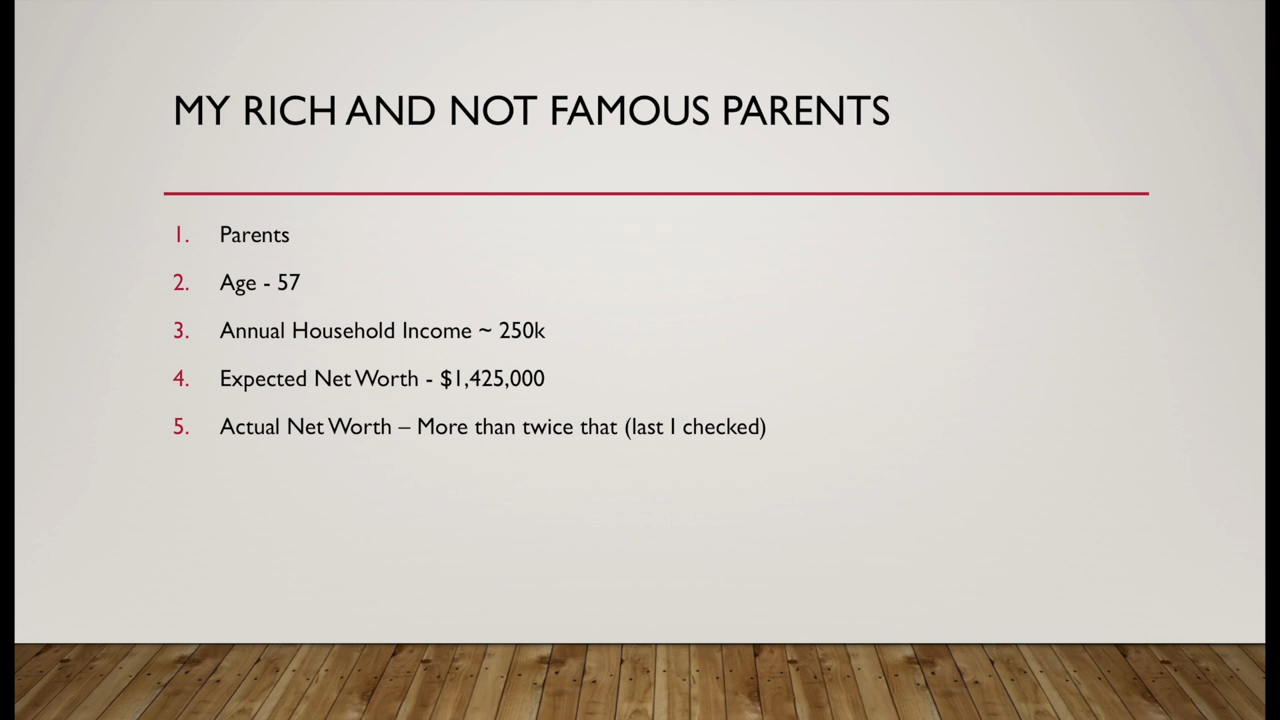 MY RICH AND NOT FAMOUS PARENTS
1. Parents
2. Age - 57
3. Annual Household Income ~ 250k
4. Expected Net Worth - $1,425,000
5. Actual Net Worth – More than twice that (last I checked)